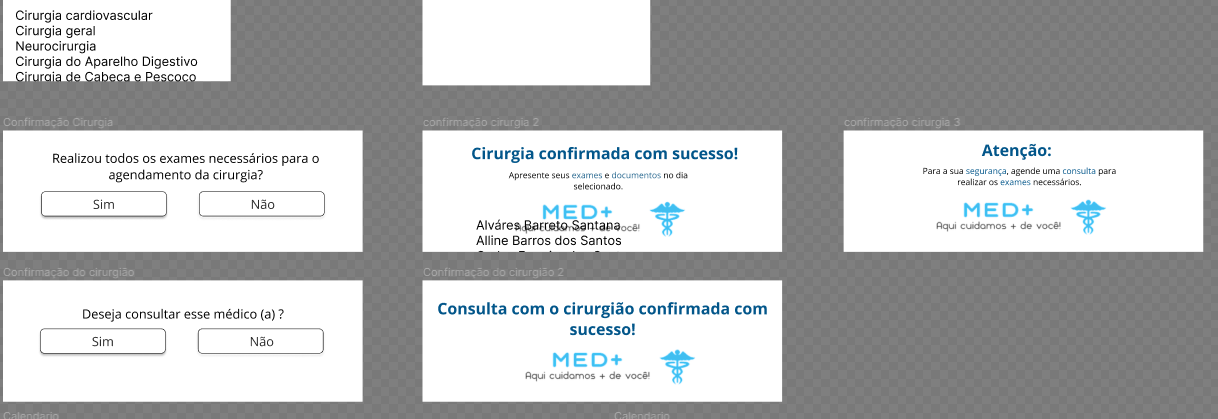 Cirurgia cardiovascular
Cirurgia geral
Neurocirurgia
Cirurgia do Aparelho Digestivo
Cirurgia de Cabeça e Pescoço
Confirmação Cirurgia
Realizou todos os exames necessários para o
agendamento da cirurgia?
Sim
Não
confirmação cirurgia 2
Cirurgia confirmada com sucesso!
Apresente seus exames e documentos no dia
selecionado.
MED+
Aqui cuidamos + de você!
Alváres Barreto Santana
Alline Barros dos Santos
confirmação cirurgia 3
Atenção:
Para a sua segurança, agende uma consulta para
realizar os exames necessários.
MED+
Aqui cuidamos + de você!
Confirmação do cirurgião
Deseja consultar esse médico (a) ?
Sim
Não
Confirmação do cirurgião 2
Consulta com o cirurgião confirmada com
sucesso!
MED+
Aqui cuidamos + de você!
Calendario
Calendario